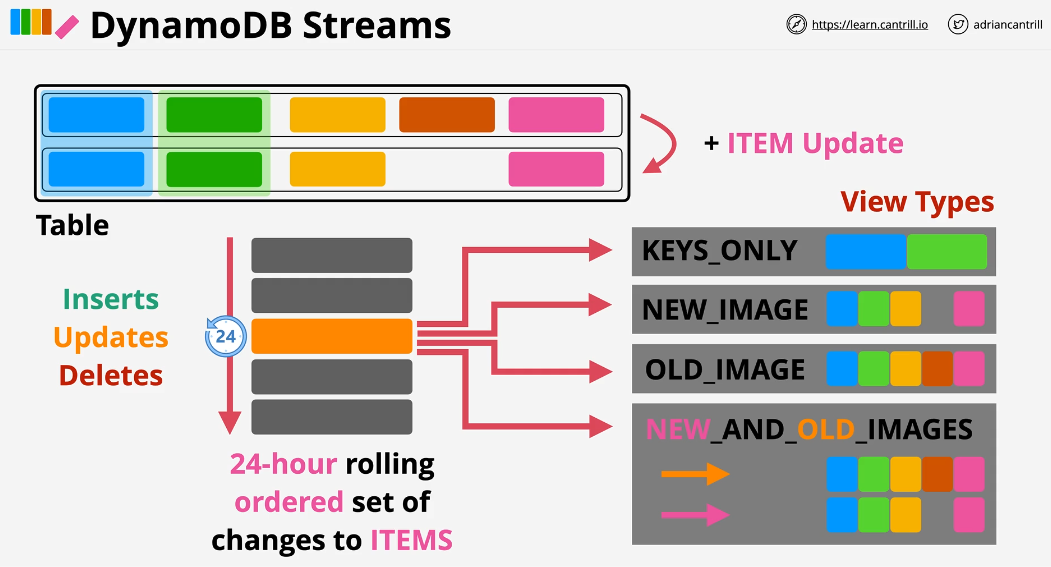 DynamoDB Streams
https://learn.cantrill.io
adriancantrill
+ ITEM Update
Table
View Types
Inserts
Updates
Deletes
24
KEYS_ONLY
NEW_IMAGE
OLD_IMAGE
NEW_AND_OLD_IMAGES
24-hour rolling
ordered set of
changes to ITEMS